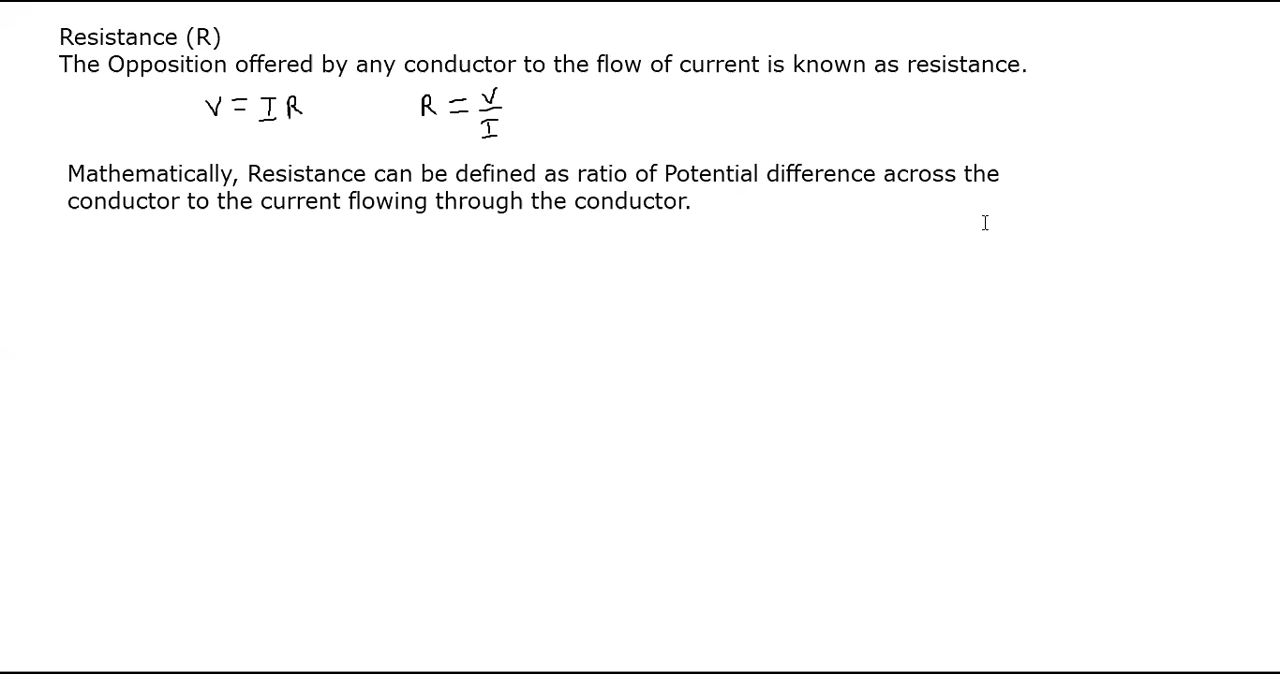 Resistance (R)
The Opposition offered by any conductor to the flow of current is known as resistance.
V = I R R = V/I
Mathematically, Resistance can be defined as ratio of Potential difference across the
conductor to the current flowing through the conductor.